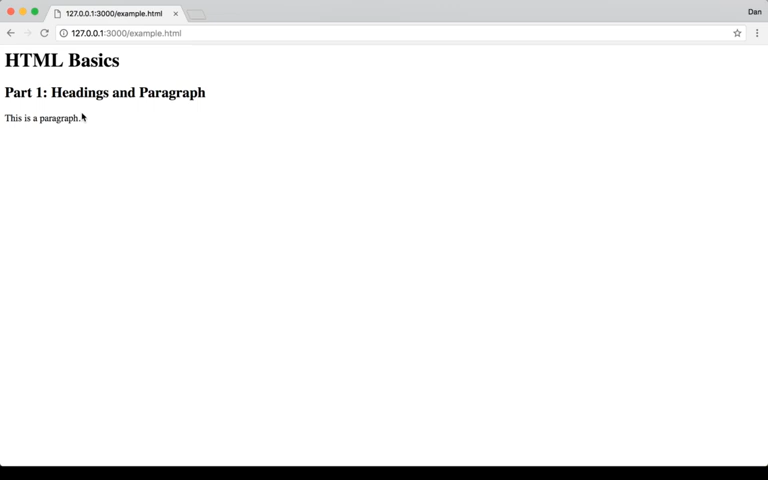 127.0.0.1:3000/example.html
Dan
127.0.0.1:3000/example.html
HTML Basics
Part 1: Headings and Paragraph
This is a paragraph.